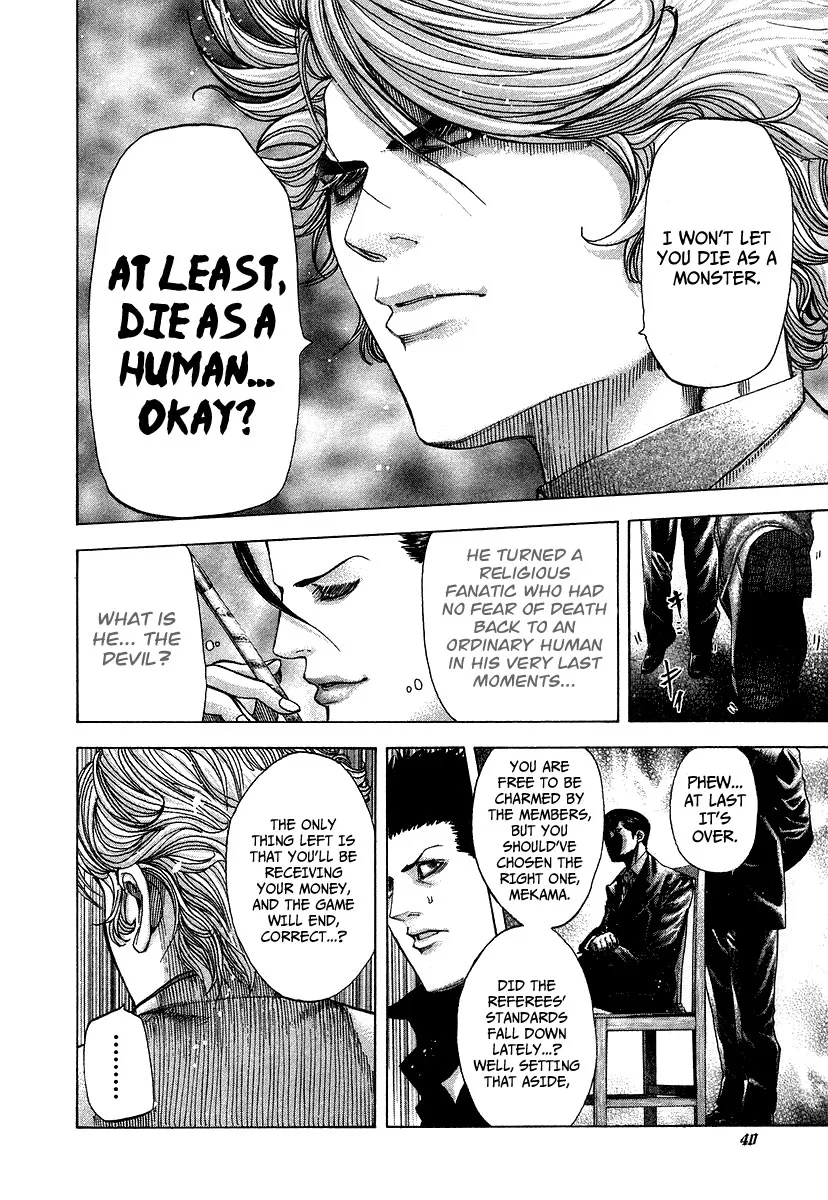 I WON'T LET
YOU DIE AS A
MONSTER.
AT LEAST,
DIE AS A
HUMAN...
OKAY?
HE TURNED A
RELIGIOUS
FANATIC WHO HAD
NO FEAR OF DEATH
BACK TO AN
ORDINARY HUMAN
IN HIS VERY LAST
MOMENTS...
WHAT IS
HE... THE
DEVIL?
PHEW...
AT LAST
IT'S
OVER.
YOU ARE
FREE TO BE
CHARMED BY
THE MEMBERS,
BUT YOU
SHOULD'VE
CHOSEN THE
RIGHT ONE,
MEKAMA.
DID THE
REFEREES'
STANDARDS
FALL DOWN
LATELY...?
WELL, SETTING
THAT ASIDE,
THE ONLY
THING LEFT IS
THAT YOU'LL BE
RECEIVING
YOUR MONEY,
AND THE GAME
WILL END,
CORRECT...?
........